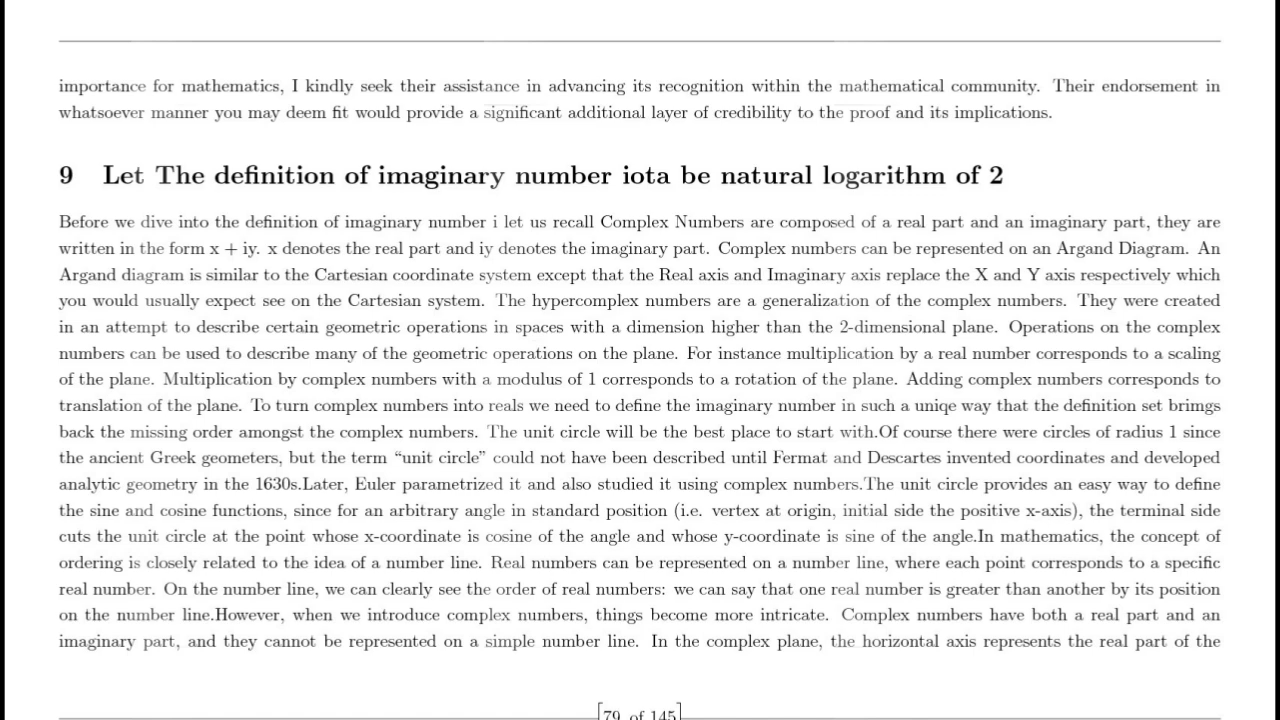 importance for mathematics, I kindly seek their assistance in advancing its recognition within the mathematical community. Their endorsement in
whatsoever manner you may deem fit would provide a significant additional layer of credibility to the proof and its implications.
9 Let The definition of imaginary number iota be natural logarithm of 2
Before we dive into the definition of imaginary number i let us recall Complex Numbers are composed of a real part and an imaginary part, they are
written in the form x + iy. x denotes the real part and iy denotes the imaginary part. Complex numbers can be represented on an Argand Diagram. An
Argand diagram is similar to the Cartesian coordinate system except that the Real axis and Imaginary axis replace the X and Y axis respectively which
you would usually expect see on the Cartesian system. The hypercomplex numbers are a generalization of the complex numbers. They were created
in an attempt to describe certain geometric operations in spaces with a dimension higher than the 2-dimensional plane. Operations on the complex
numbers can be used to describe many of the geometric operations on the plane. For instance multiplication by a real number corresponds to a scaling
of the plane. Multiplication by complex numbers with a modulus of 1 corresponds to a rotation of the plane. Adding complex numbers corresponds to
translation of the plane. To turn complex numbers into reals we need to define the imaginary number in such a uniqe way that the definition set brimgs
back the missing order amongst the complex numbers. The unit circle will be the best place to start with.Of course there were circles of radius 1 since
the ancient Greek geometers, but the term “unit circle” could not have been described until Fermat and Descartes invented coordinates and developed
analytic geometry in the 1630s.Later, Euler parametrized it and also studied it using complex numbers.The unit circle provides an easy way to define
the sine and cosine functions, since for an arbitrary angle in standard position (i.e. vertex at origin, initial side the positive x-axis), the terminal side
cuts the unit circle at the point whose x-coordinate is cosine of the angle and whose y-coordinate is sine of the angle.In mathematics, the concept of
ordering is closely related to the idea of a number line. Real numbers can be represented on a number line, where each point corresponds to a specific
real number. On the number line, we can clearly see the order of real numbers: we can say that one real number is greater than another by its position
on the number line.However, when we introduce complex numbers, things become more intricate. Complex numbers have both a real part and an
imaginary part, and they cannot be represented on a simple number line. In the complex plane, the horizontal axis represents the real part of the
79 of 145